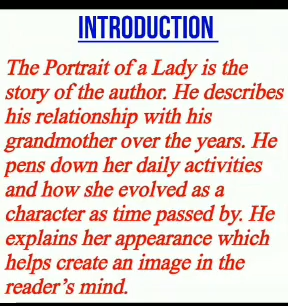 INTRODUCTION
The Portrait of a Lady is the
story of the author. He describes
his relationship with his
grandmother over the years. He
pens down her daily activities
and how she evolved as a
character as time passed by. He
explains her appearance which
helps create an image in the
reader's mind.